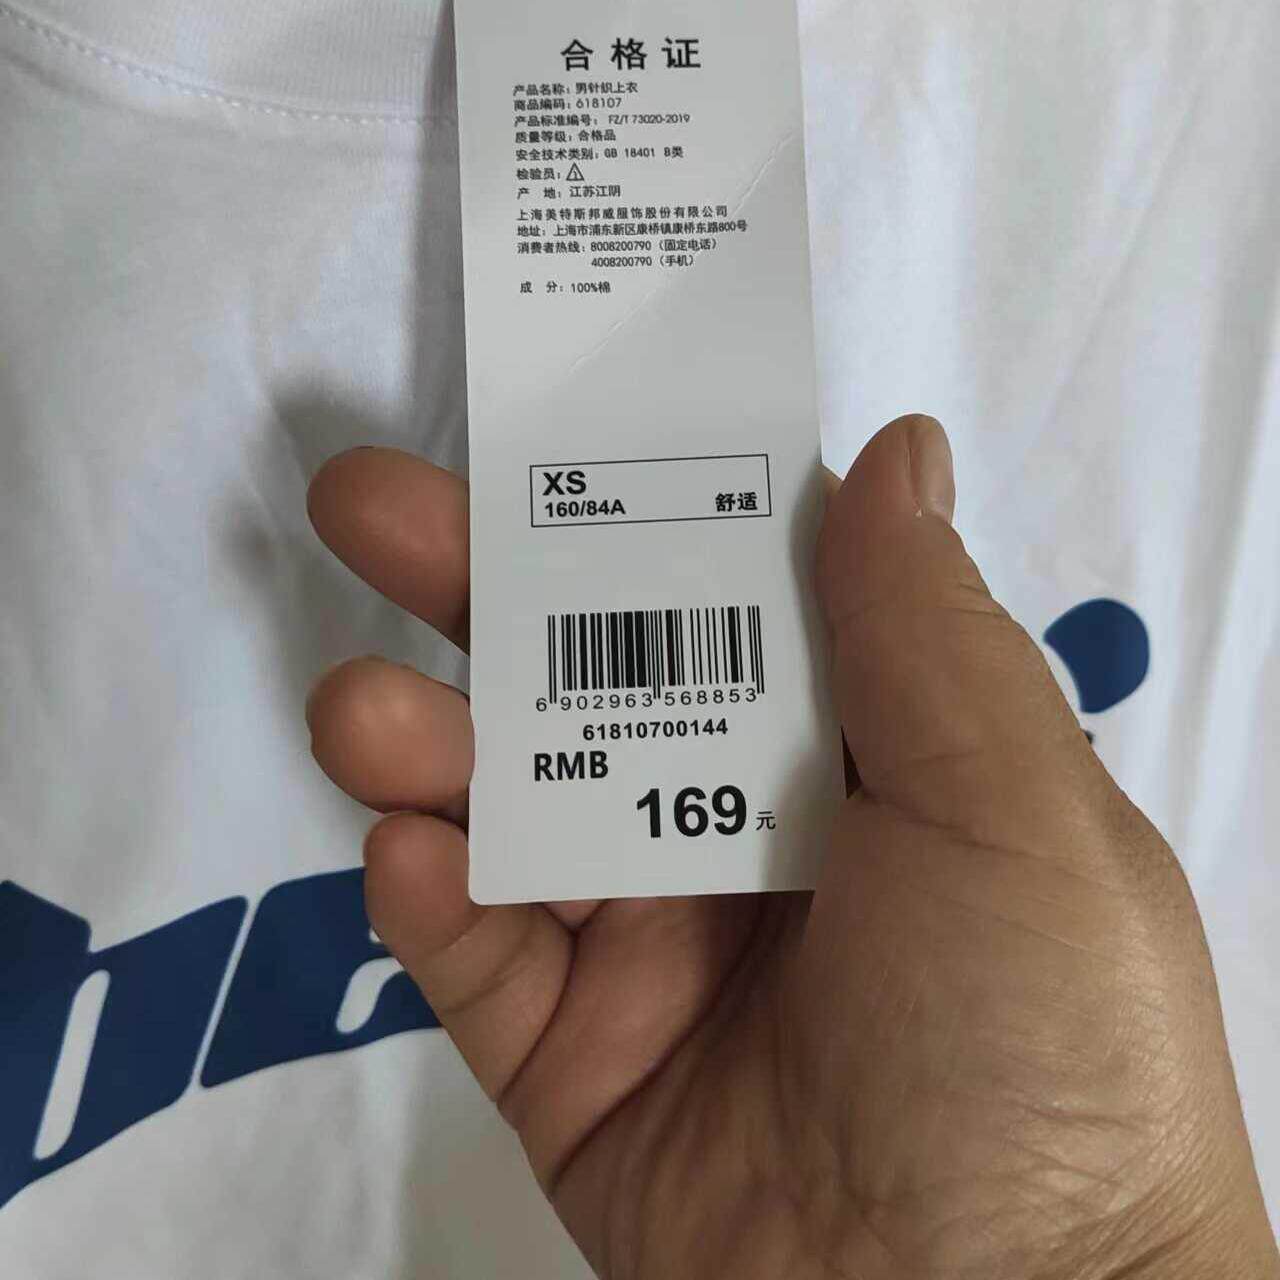 合格证
产品名称：男针织上衣
商品编码：618107
产品标准编号： FZ/T 73020-2019
质量等级：合格品
安全技术类别：GB 18401 B类
检验员：1
产 地：江苏江阴
上海美特斯邦威服饰股份有限公司
地址：上海市浦东新区康桥镇康桥东路800号
消费者热线：8008200790（固定电话）
4008200790（手机）
成 分：100%棉
XS
160/84A 舒适
6 902963 568853
61810700144
RMB
169元